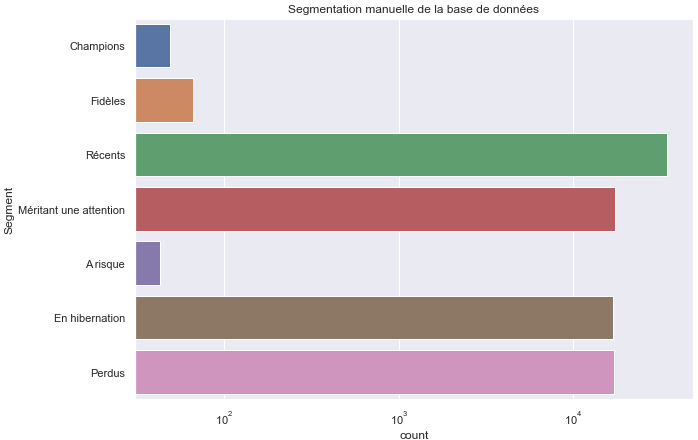 Segmentation manuelle de la base de données
Champions
Fidèles
Récents
Méritant une attention
A risque
En hibernation
Perdus
Segment
10²
10³
10⁴
count